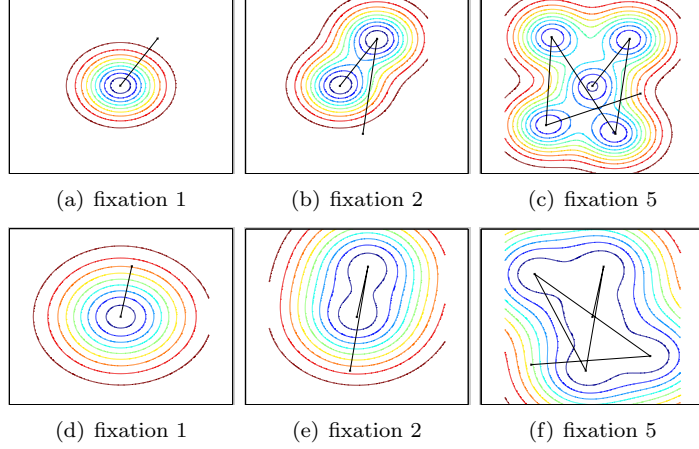 (a) fixation 1
(b) fixation 2
(c) fixation 5
(d) fixation 1
(e) fixation 2
(f) fixation 5